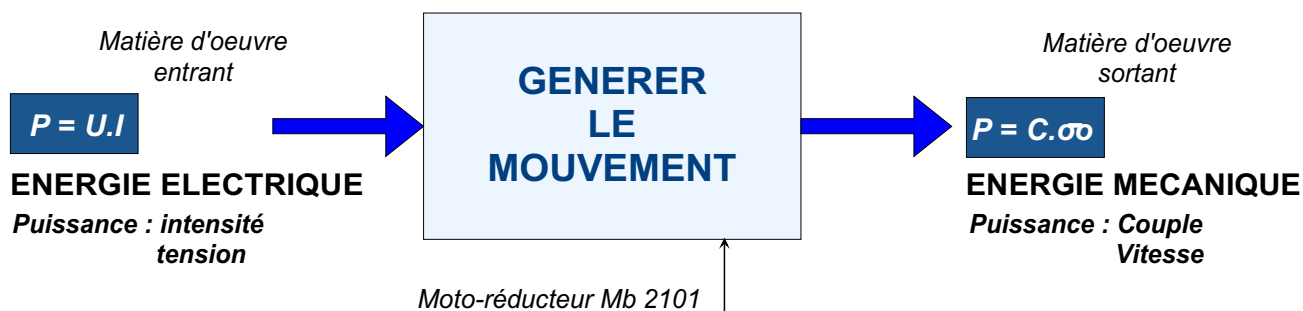 Matière d'oeuvre
entrant
P = U.I
ENERGIE ELECTRIQUE
Puissance : intensité
tension
GENERER
LE
MOUVEMENT
Moto-réducteur Mb 2101
Matière d'oeuvre
sortant
P = C.σo
ENERGIE MECANIQUE
Puissance : Couple
Vitesse